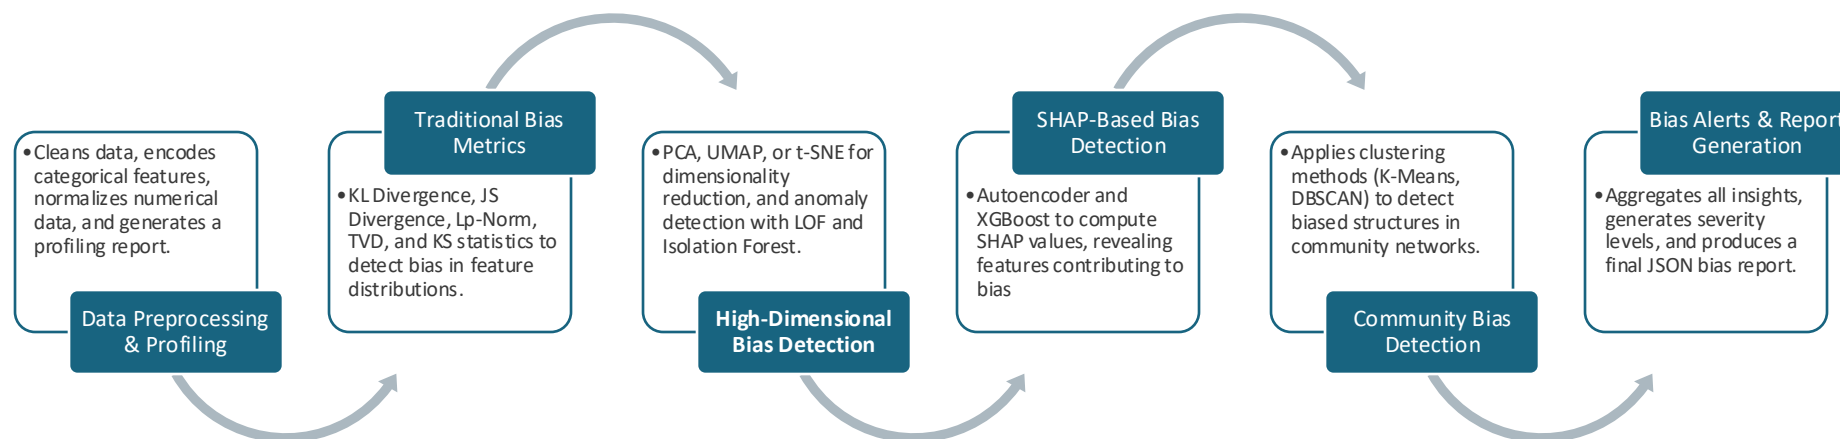 •Cleans data, encodes
categorical features,
normalizes numerical
data, and generates a
profiling report.
Data Preprocessing
& Profiling
Traditional Bias
Metrics
•KL Divergence, JS
Divergence, Lp-Norm,
TVD, and KS statistics to
detect bias in feature
distributions.
•PCA, UMAP, or t-SNE for
dimensionality
reduction, and anomaly
detection with LOF and
Isolation Forest.
High-Dimensional
Bias Detection
SHAP-Based Bias
Detection
•Autoencoder and
XGBoost to compute
SHAP values, revealing
features contributing to
bias
•Applies clustering
methods (K-Means,
DBSCAN) to detect
biased structures in
community networks.
Community Bias
Detection
Bias Alerts & Report
Generation
•Aggregates all insights,
generates severity
levels, and produces a
final JSON bias report.